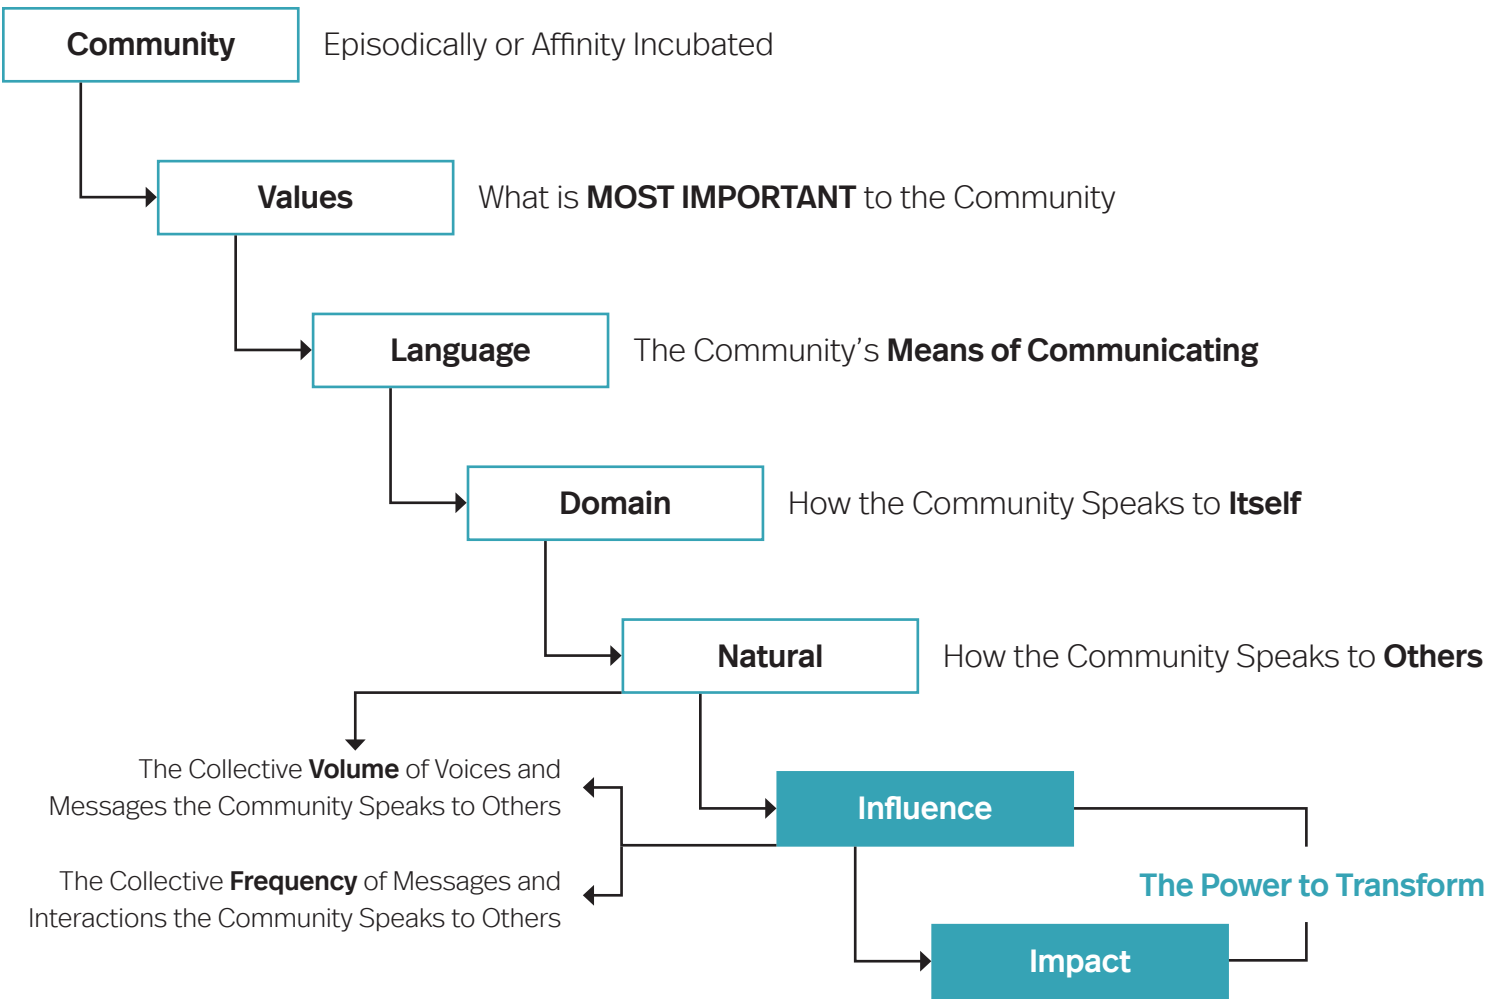 Community
Episodically or Affinity Incubated
Values
What is MOST IMPORTANT to the Community
Language
The Community’s Means of Communicating
Domain
How the Community Speaks to Itself
Natural
How the Community Speaks to Others
The Collective Volume of Voices and
Messages the Community Speaks to Others
Influence
The Collective Frequency of Messages and
Interactions the Community Speaks to Others
The Power to Transform
Impact